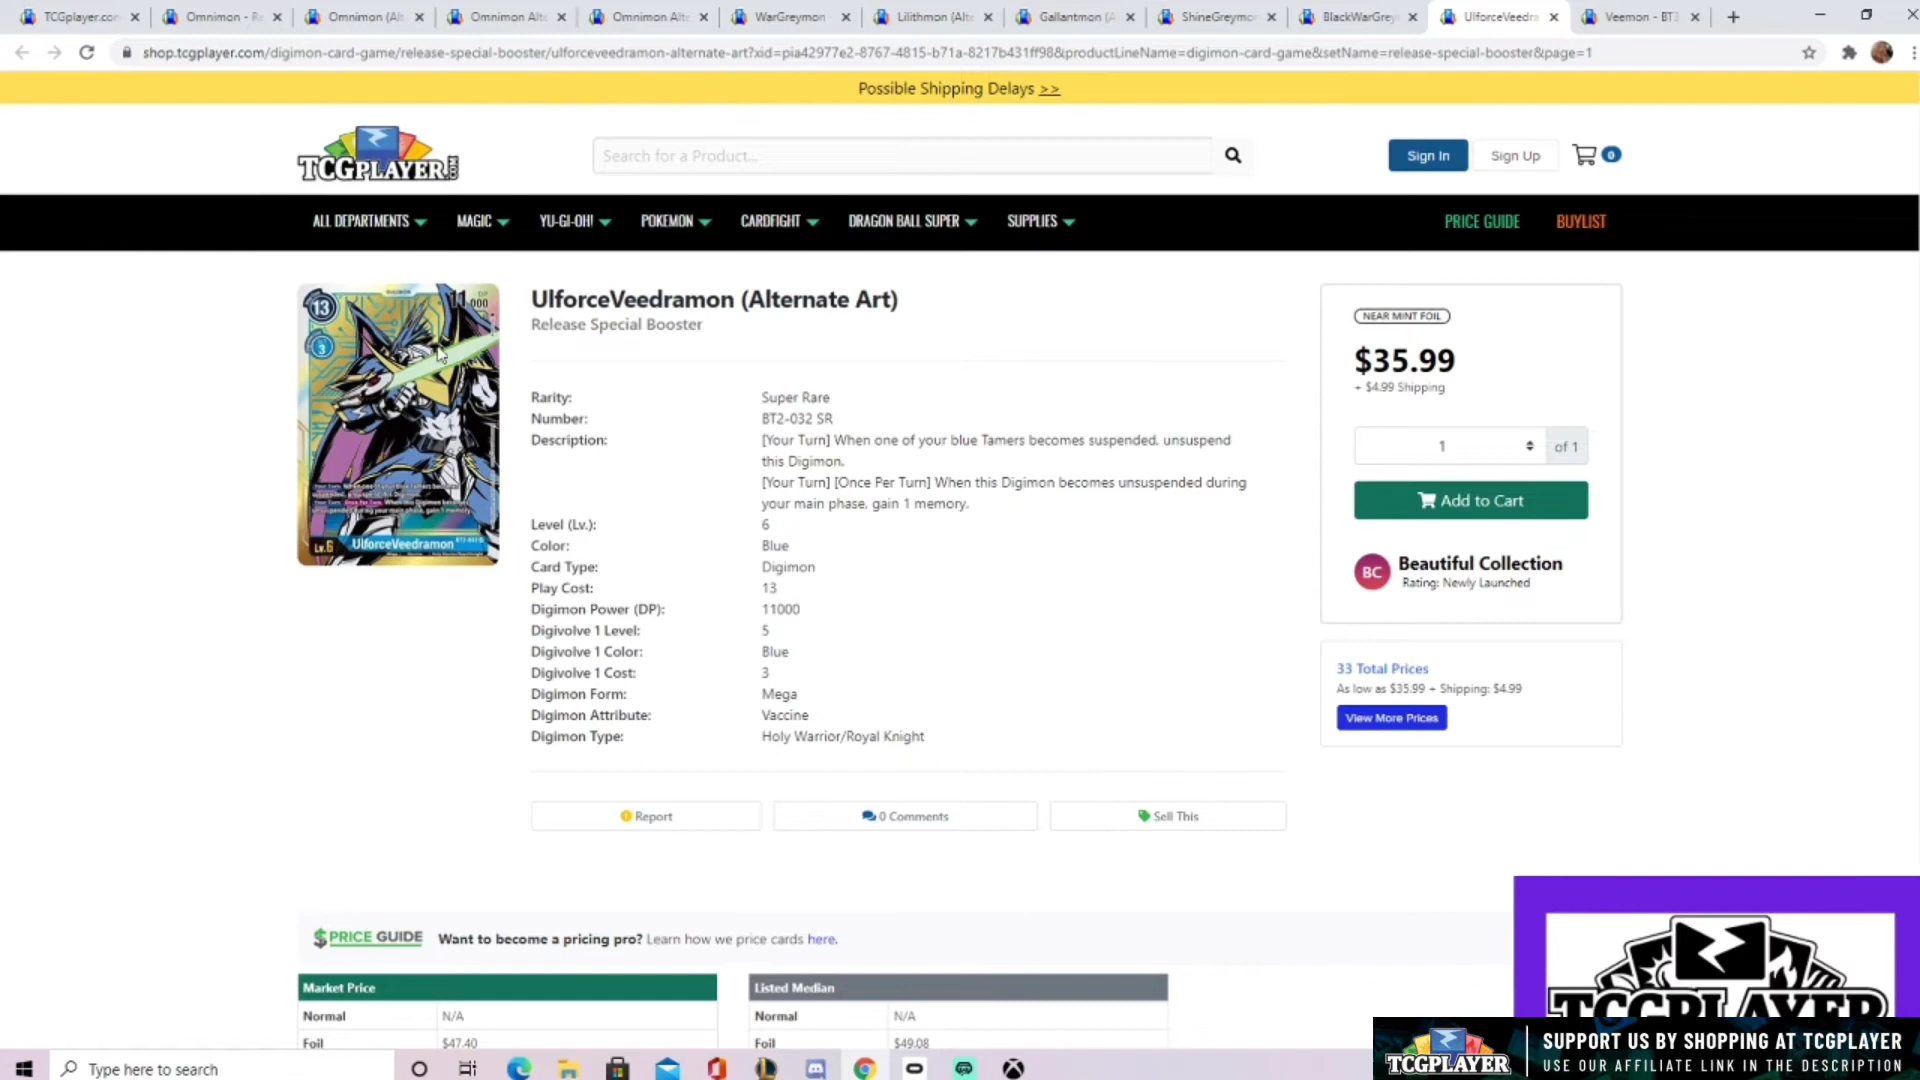 TCGplayer.con
Omnimon - Re
Omnimon (Alt
Omnimon Alte
Omnimon Alte
WarGreymon
Lilithmon (Alte
Gallantmon (A
ShineGreymo
BlackWarGrey
UlforceVeedra
Veemon - BT3
shop.tcgplayer.com/digimon-card-game/release-special-booster/ulforceveedramon-alternate-art?xid=pia42977e2-8767-4815-b71a-8217b431ff98&productLineName=digimon-card-game&setName=release-special-booster&page=1
Possible Shipping Delays >>
TCGPLAYER.COM
Search for a Product...
Sign In
Sign Up
0
ALL DEPARTMENTS
MAGIC
YU-GI-OH!
POKEMON
CARDFIGHT
DRAGON BALL SUPER
SUPPLIES
PRICE GUIDE
BUYLIST
13
DIGIMON
DP
11000
3
Lv.6
UlforceVeedramon
UlforceVeedramon (Alternate Art)
Release Special Booster
Rarity: Super Rare
Number: BT2-032 SR
Description: [Your Turn] When one of your blue Tamers becomes suspended, unsuspend
this Digimon.
[Your Turn] [Once Per Turn] When this Digimon becomes unsuspended during
your main phase, gain 1 memory.
Level (Lv.): 6
Color: Blue
Card Type: Digimon
Play Cost: 13
Digimon Power (DP): 11000
Digivolve 1 Level: 5
Digivolve 1 Color: Blue
Digivolve 1 Cost: 3
Digimon Form: Mega
Digimon Attribute: Vaccine
Digimon Type: Holy Warrior/Royal Knight
Report
0 Comments
Sell This
NEAR MINT FOIL
$35.99
+ $4.99 Shipping
1
of 1
Add to Cart
BC
Beautiful Collection
Rating: Newly Launched
33 Total Prices
As low as $35.99 + Shipping: $4.99
View More Prices
$PRICE GUIDE
Want to become a pricing pro? Learn how we price cards here.
Market Price
Normal N/A
Foil $47.40
Listed Median
Normal N/A
Foil $49.08
TCGPLAYER
TCGPLAYER
SUPPORT US BY SHOPPING AT TCGPLAYER
USE OUR AFFILIATE LINK IN THE DESCRIPTION
Type here to search